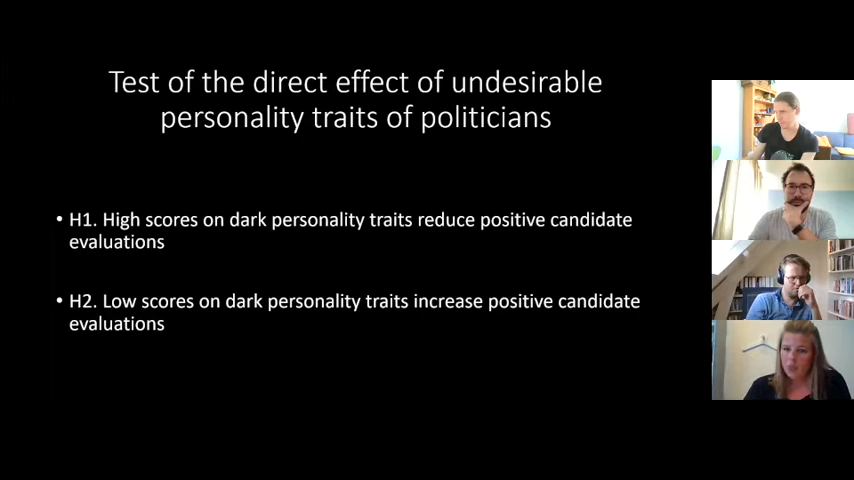 Test of the direct effect of undesirable
personality traits of politicians
• H1. High scores on dark personality traits reduce positive candidate
evaluations
• H2. Low scores on dark personality traits increase positive candidate
evaluations